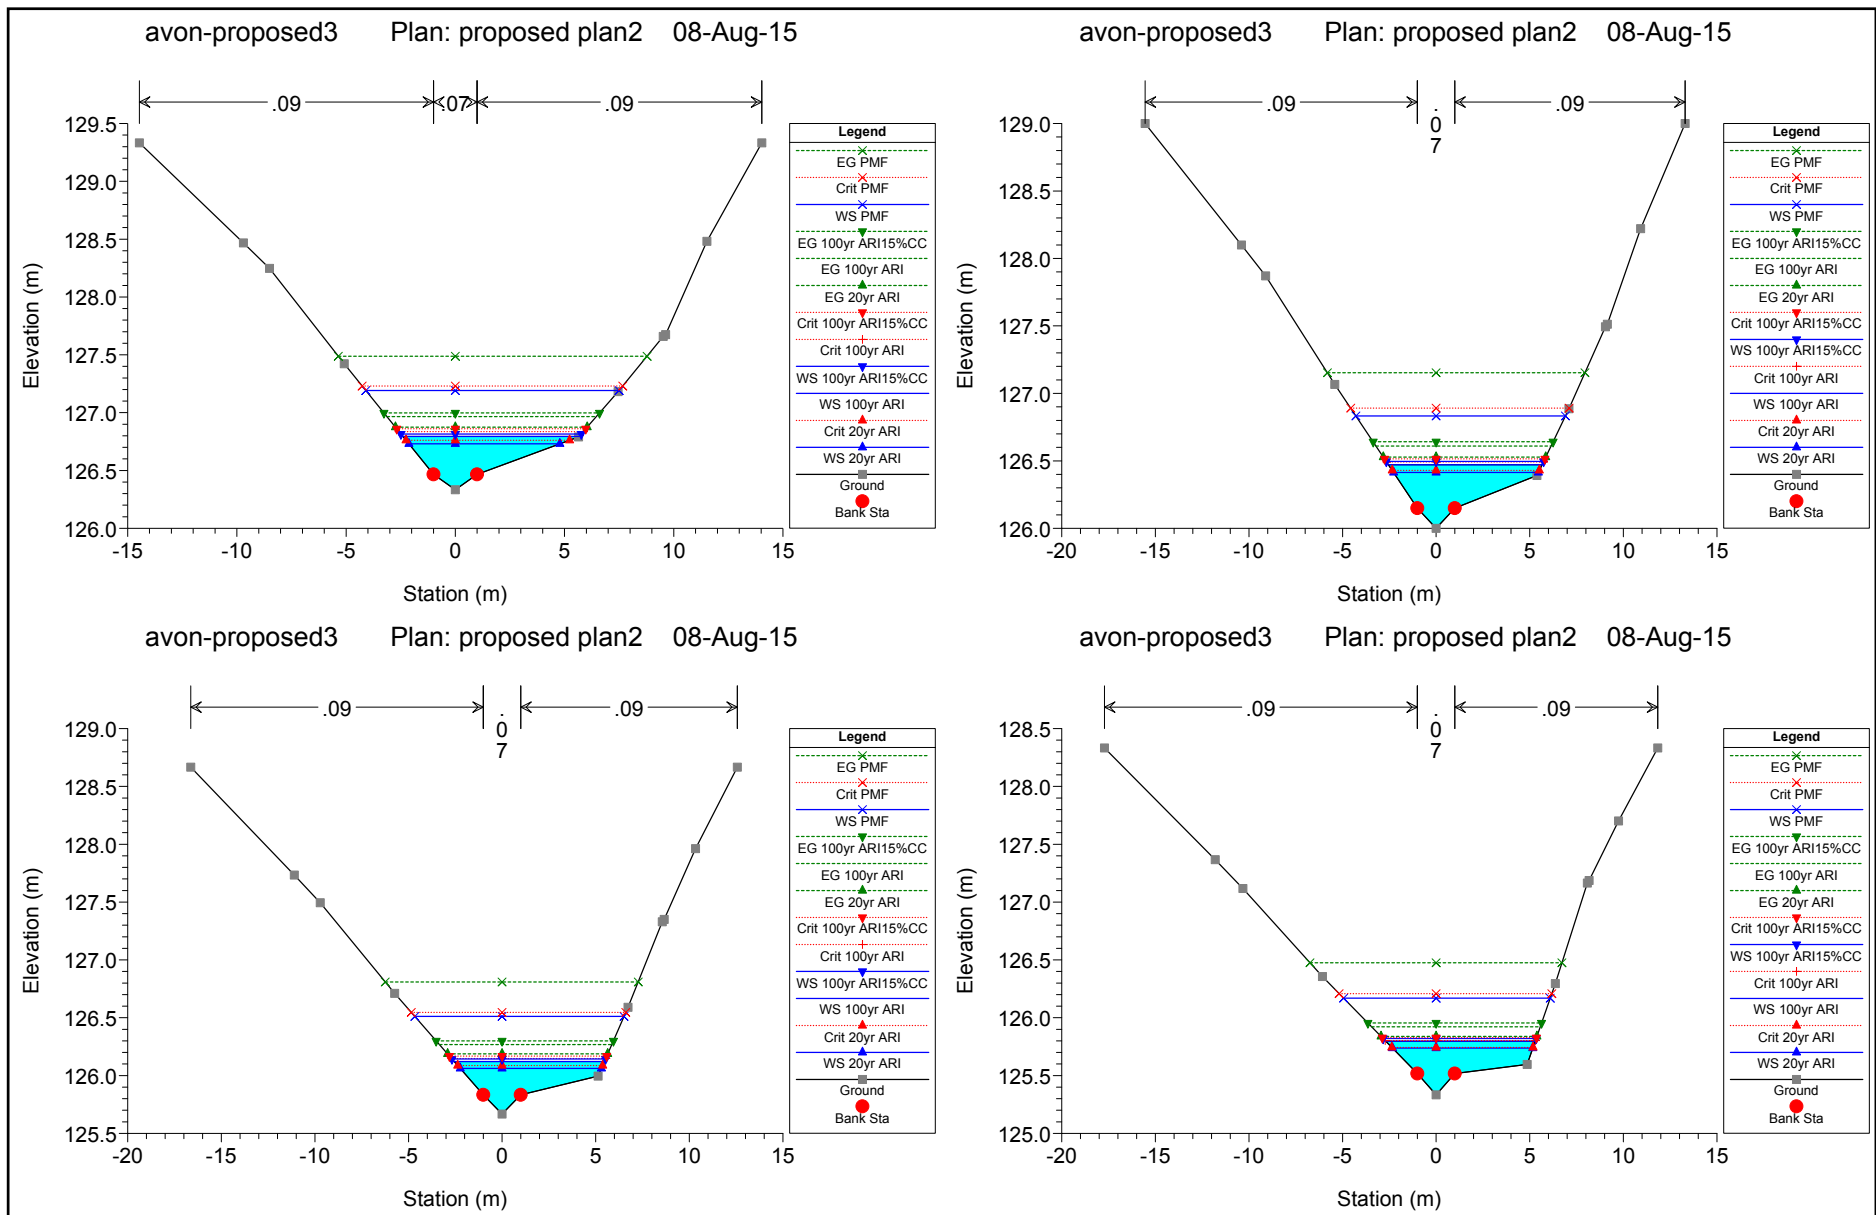 avon-proposed3 Plan: proposed plan2 08-Aug-15
.09 .07 .09
129.5
129.0
128.5
128.0
127.5
127.0
126.5
126.0
Elevation (m)
-15 -10 -5 0 5 10 15
Station (m)
Legend
EG PMF
Crit PMF
WS PMF
EG 100yr ARI15%CC
EG 100yr ARI
EG 20yr ARI
Crit 100yr ARI15%CC
Crit 100yr ARI
WS 100yr ARI15%CC
WS 100yr ARI
Crit 20yr ARI
WS 20yr ARI
Ground
Bank Sta
avon-proposed3 Plan: proposed plan2 08-Aug-15
.09 .07 .09
129.0
128.5
128.0
127.5
127.0
126.5
126.0
Elevation (m)
-20 -15 -10 -5 0 5 10 15
Station (m)
Legend
EG PMF
Crit PMF
WS PMF
EG 100yr ARI15%CC
EG 100yr ARI
EG 20yr ARI
Crit 100yr ARI15%CC
WS 100yr ARI15%CC
Crit 100yr ARI
WS 100yr ARI
Crit 20yr ARI
WS 20yr ARI
Ground
Bank Sta
avon-proposed3 Plan: proposed plan2 08-Aug-15
.09 .07 .09
129.0
128.5
128.0
127.5
127.0
126.5
126.0
125.5
Elevation (m)
-20 -15 -10 -5 0 5 10 15
Station (m)
Legend
EG PMF
Crit PMF
WS PMF
EG 100yr ARI15%CC
EG 100yr ARI
EG 20yr ARI
Crit 100yr ARI15%CC
Crit 100yr ARI
WS 100yr ARI15%CC
WS 100yr ARI
Crit 20yr ARI
WS 20yr ARI
Ground
Bank Sta
avon-proposed3 Plan: proposed plan2 08-Aug-15
.09 .07 .09
128.5
128.0
127.5
127.0
126.5
126.0
125.5
125.0
Elevation (m)
-20 -15 -10 -5 0 5 10 15
Station (m)
Legend
EG PMF
Crit PMF
WS PMF
EG 100yr ARI15%CC
EG 100yr ARI
EG 20yr ARI
Crit 100yr ARI15%CC
WS 100yr ARI15%CC
Crit 100yr ARI
WS 100yr ARI
Crit 20yr ARI
WS 20yr ARI
Ground
Bank Sta